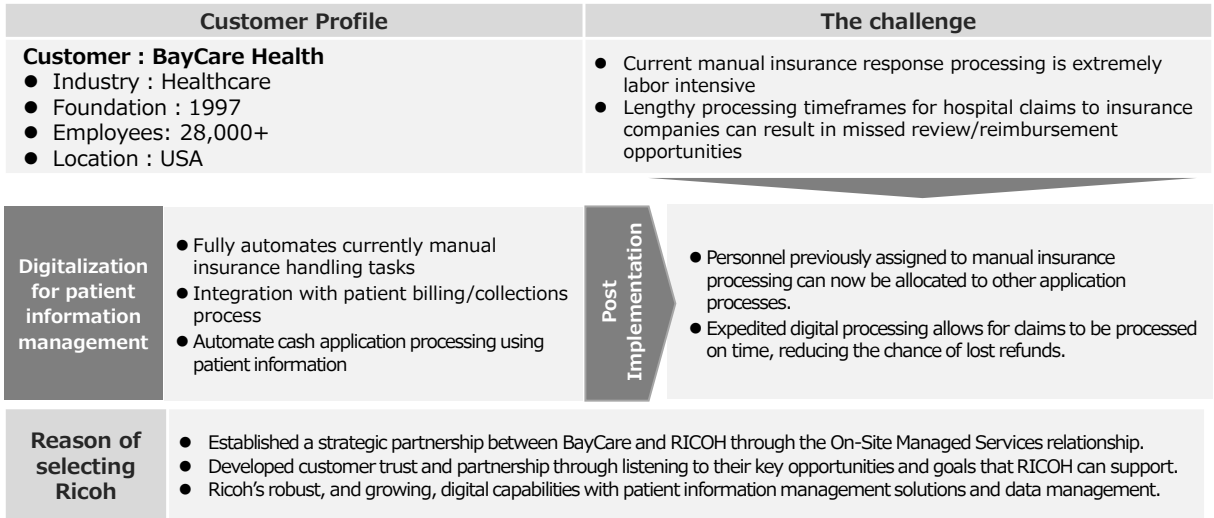 Customer Profile
Customer : BayCare Health
● Industry : Healthcare
● Foundation : 1997
● Employees: 28,000+
● Location : USA
The challenge
● Current manual insurance response processing is extremely
labor intensive
● Lengthy processing timeframes for hospital claims to insurance
companies can result in missed review/reimbursement
opportunities
Digitalization
for patient
information
management
● Fully automates currently manual
insurance handling tasks
● Integration with patient billing/collections
process
● Automate cash application processing using
patient information
Post
Implementation
● Personnel previously assigned to manual insurance
processing can now be allocated to other application
processes.
● Expedited digital processing allows for claims to be processed
on time, reducing the chance of lost refunds.
Reason of
selecting
Ricoh
● Established a strategic partnership between BayCare and RICOH through the On-Site Managed Services relationship.
● Developed customer trust and partnership through listening to their key opportunities and goals that RICOH can support.
● Ricoh’s robust, and growing, digital capabilities with patient information management solutions and data management.